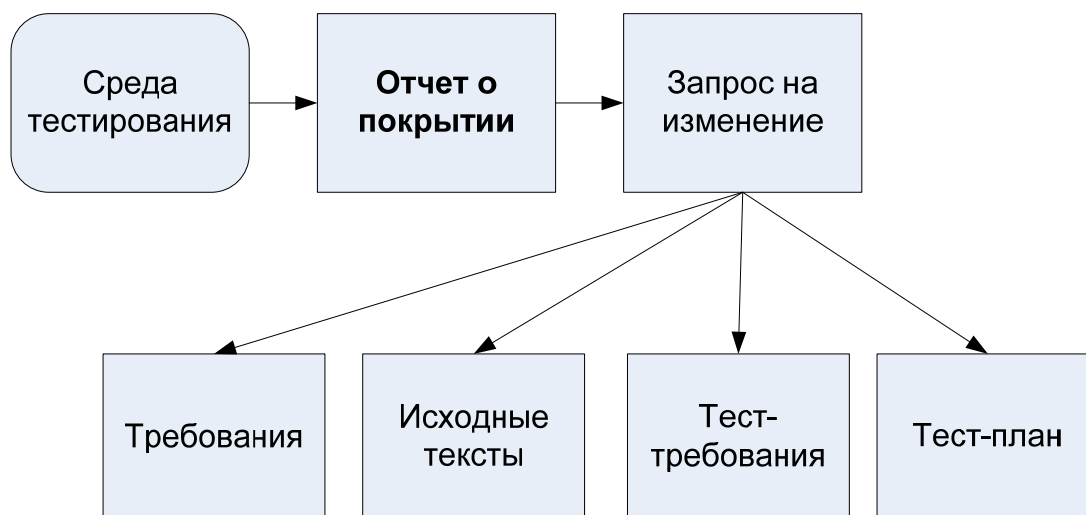 Среда
тестирования
Отчет о
покрытии
Запрос на
изменение
Требования
Исходные
тексты
Тест-
требования
Тест-план